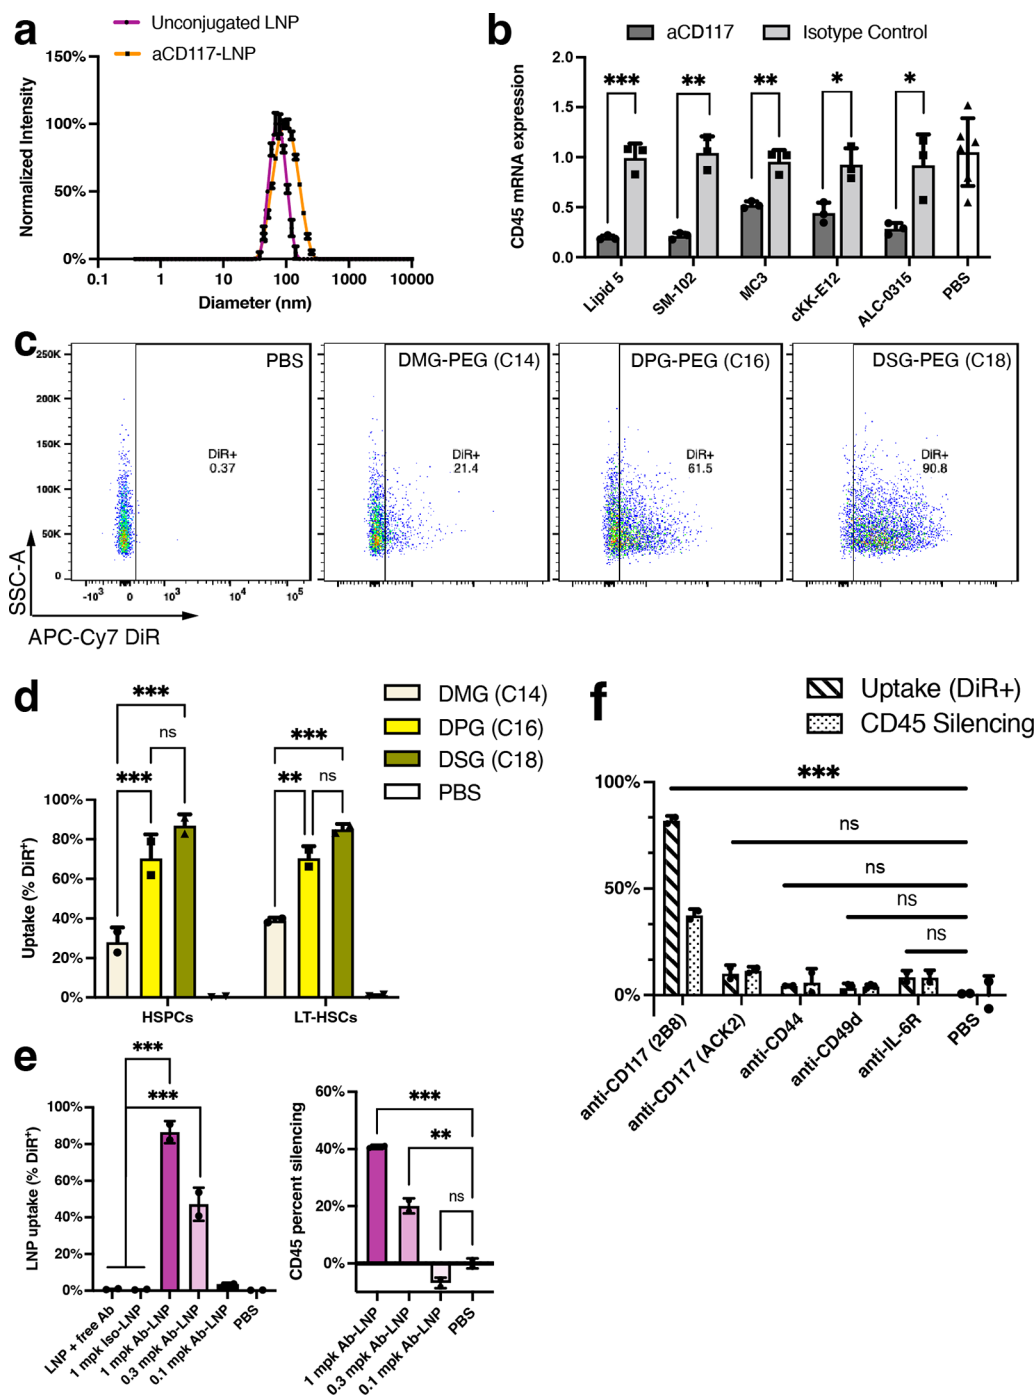 a
Unconjugated LNP
aCD117-LNP
Normalized Intensity
150%
100%
50%
0%
0.1
1
10
100
1000
10000
Diameter (nm)
b
aCD117
Isotype Control
CD45 mRNA expression
2.0
1.5
1.0
0.5
0.0
***
**
**
*
*
Lipid 5
SM-102
MC3
cKK-E12
ALC-0315
PBS
c
250K
200K
150K
100K
50K
0
SSC-A
-10³
0
10³
10⁴
10⁵
APC-Cy7 DiR
PBS
DiR+
0.37
DMG-PEG (C14)
DiR+
21.4
DPG-PEG (C16)
DiR+
61.5
DSG-PEG (C18)
DiR+
90.8
d
DMG (C14)
DPG (C16)
DSG (C18)
PBS
Uptake (% DiR⁺)
100%
80%
60%
40%
20%
0%
***
ns
***
***
ns
**
HSPCs
LT-HSCs
e
LNP uptake (% DiR⁺)
100%
80%
60%
40%
20%
0%
***
***
LNP + free Ab
1 mpk Iso-LNP
1 mpk Ab-LNP
0.3 mpk Ab-LNP
0.1 mpk Ab-LNP
PBS
CD45 percent silencing
60%
40%
20%
0%
***
**
ns
1 mpk Ab-LNP
0.3 mpk Ab-LNP
0.1 mpk Ab-LNP
PBS
f
Uptake (DiR+)
CD45 Silencing
100%
50%
0%
***
ns
ns
ns
ns
anti-CD117 (2B8)
anti-CD117 (ACK2)
anti-CD44
anti-CD49d
anti-IL-6R
PBS